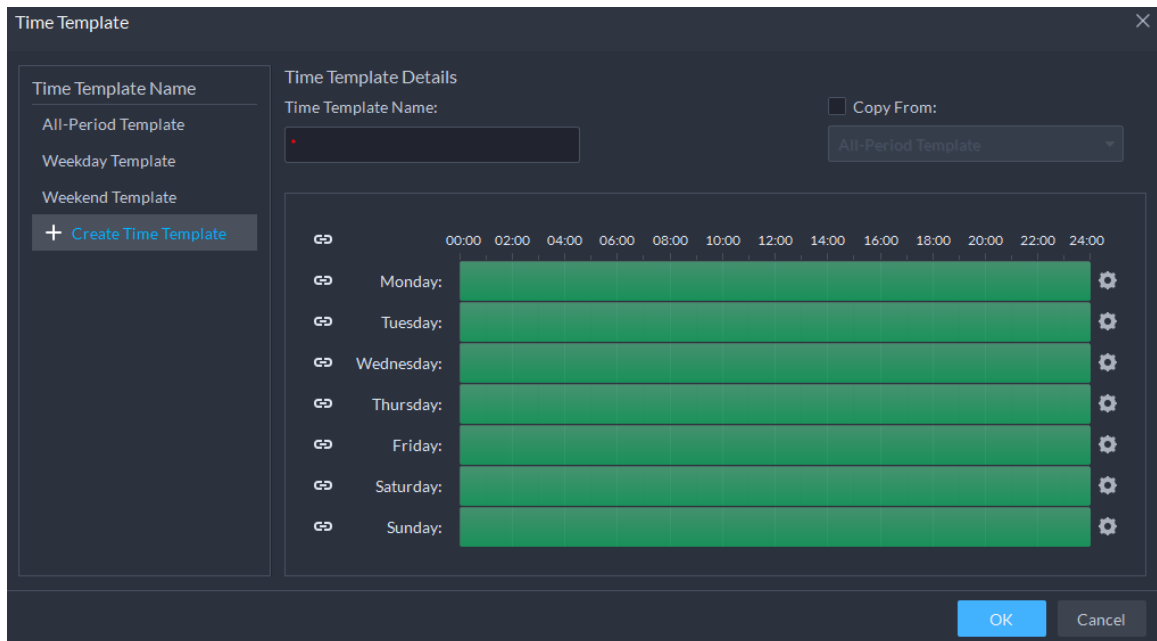 Time Template
Time Template Name
All-Period Template
Weekday Template
Weekend Template
+ Create Time Template
Time Template Details
Time Template Name:
Copy From:
*
All-Period Template
00:00 02:00 04:00 06:00 08:00 10:00 12:00 14:00 16:00 18:00 20:00 22:00 24:00
Monday:
Tuesday:
Wednesday:
Thursday:
Friday:
Saturday:
Sunday:
OK
Cancel